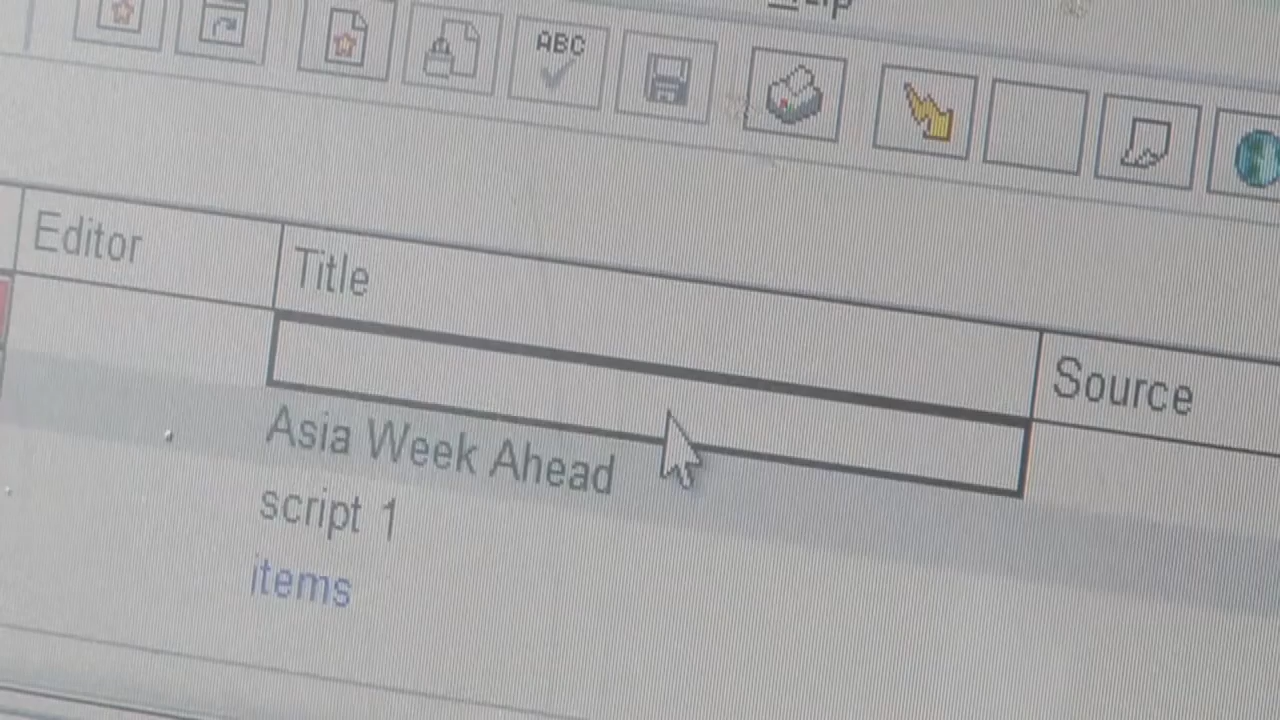 ABC
Editor
Title
Source
Asia Week Ahead
script 1
items